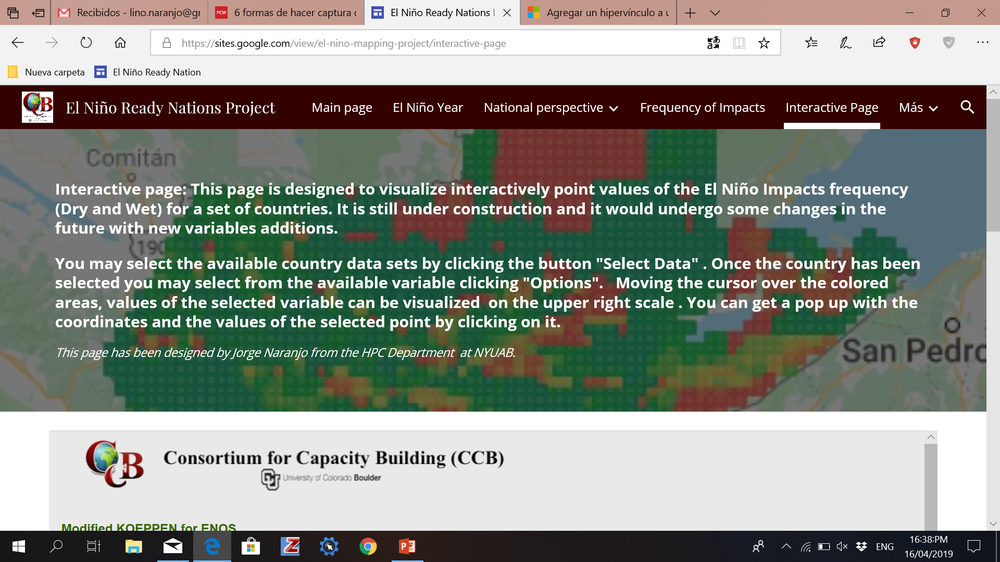 Recibidos - lino.naranjo@gr
PCW
6 formas de hacer captura d
El Niño Ready Nations
Agregar un hipervínculo a u
https://sites.google.com/view/el-nino-mapping-project/interactive-page
Nueva carpeta
El Niño Ready Nation
El Niño Ready Nations Project
Main page
El Niño Year
National perspective
Frequency of Impacts
Interactive Page
Más
Comitán
190
Interactive page: This page is designed to visualize interactively point values of the El Niño Impacts frequency
(Dry and Wet) for a set of countries. It is still under construction and it would undergo some changes in the
future with new variables additions.
You may select the available country data sets by clicking the button "Select Data" . Once the country has been
selected you may select from the available variable clicking "Options".   Moving the cursor over the colored
areas, values of the selected variable can be visualized  on the upper right scale . You can get a pop up with the
coordinates and the values of the selected point by clicking on it.
This page has been designed by Jorge Naranjo from the HPC Department  at NYUAB.
San Pedro
CCB
Consortium for Capacity Building (CCB)
University of Colorado Boulder
Modified KOEPPEN for ENOS
ENG
16:38:PM
16/04/2019